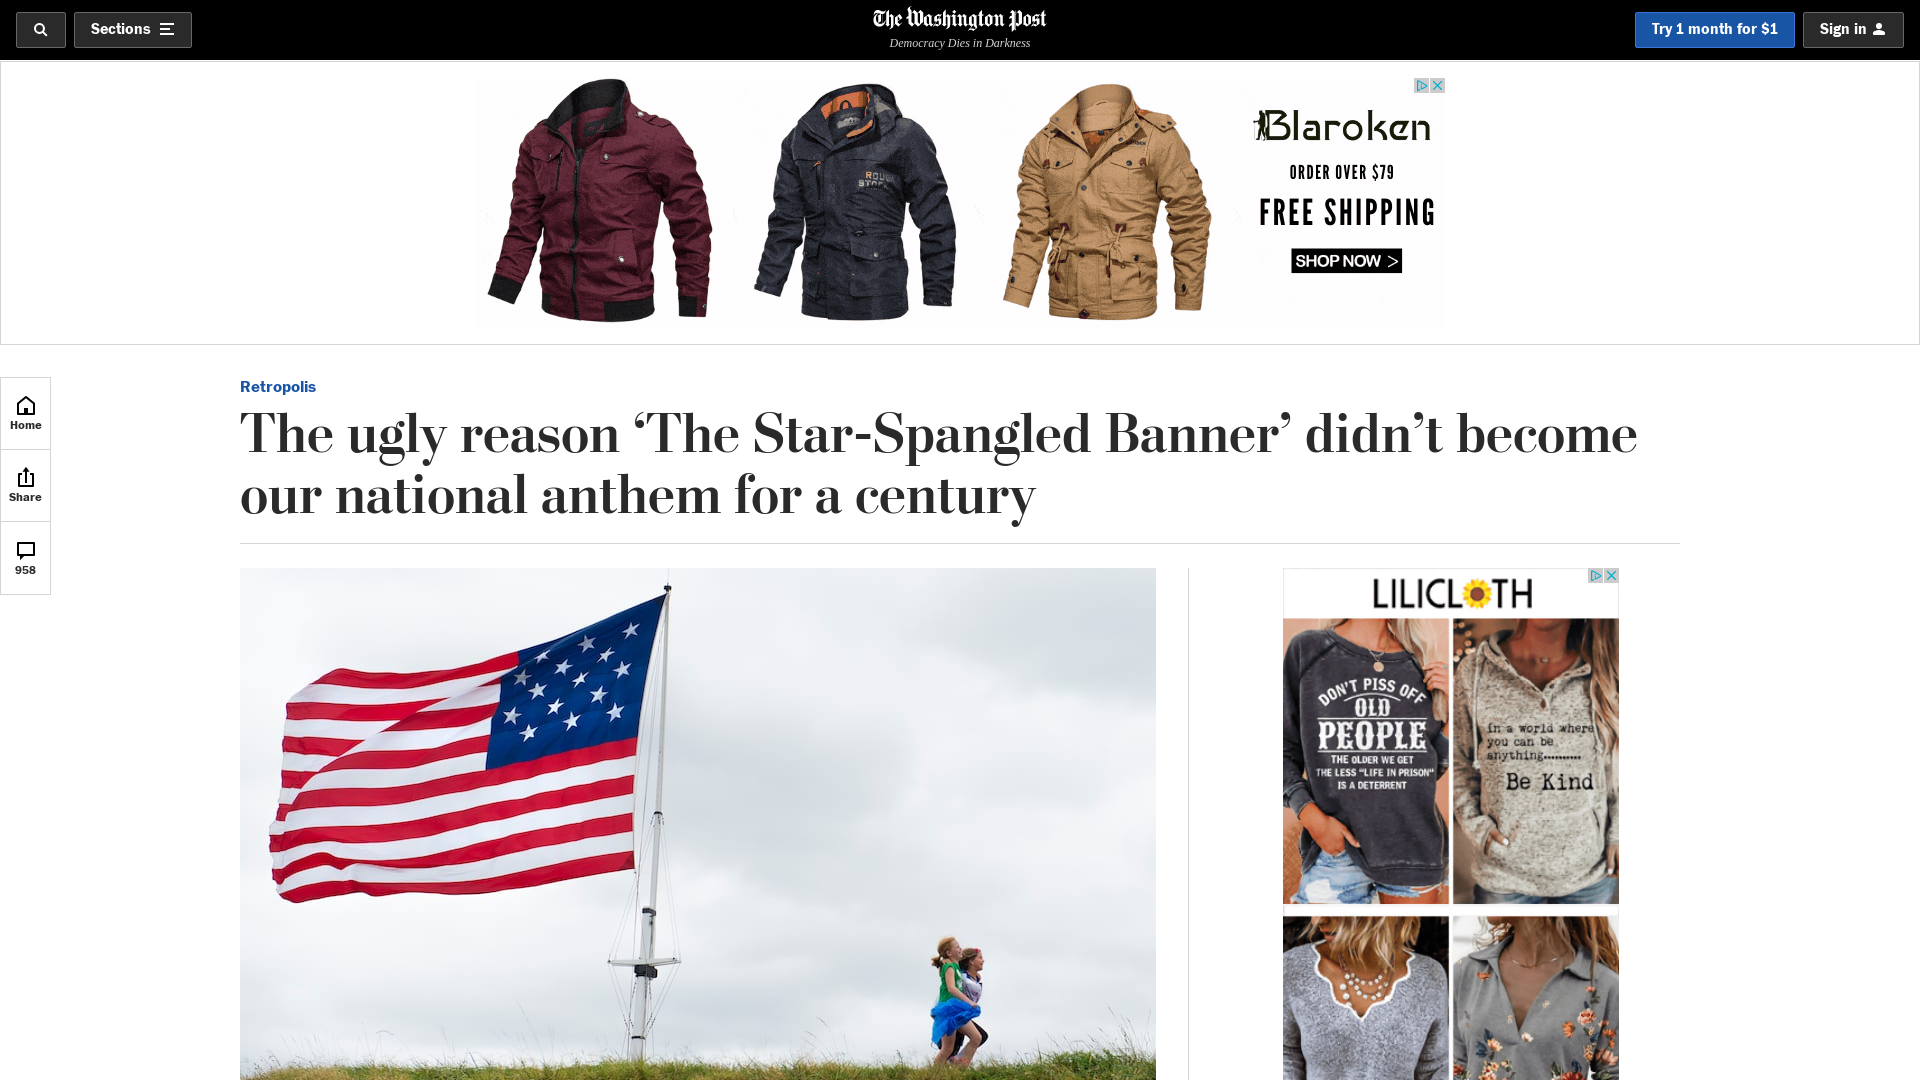 Sections
The Washington Post
Democracy Dies in Darkness
Try 1 month for $1
Sign in
ROUGH
STOCK
Blaroken
ORDER OVER $79
FREE SHIPPING
SHOP NOW >
Home
Share
958
Retropolis
The ugly reason ‘The Star-Spangled Banner’ didn’t become
our national anthem for a century
LILICLOTH
DON'T PISS OFF
OLD
PEOPLE
THE OLDER WE GET
THE LESS "LIFE IN PRISON"
IS A DETERRENT
in a world where
you can be
anything..........
Be Kind